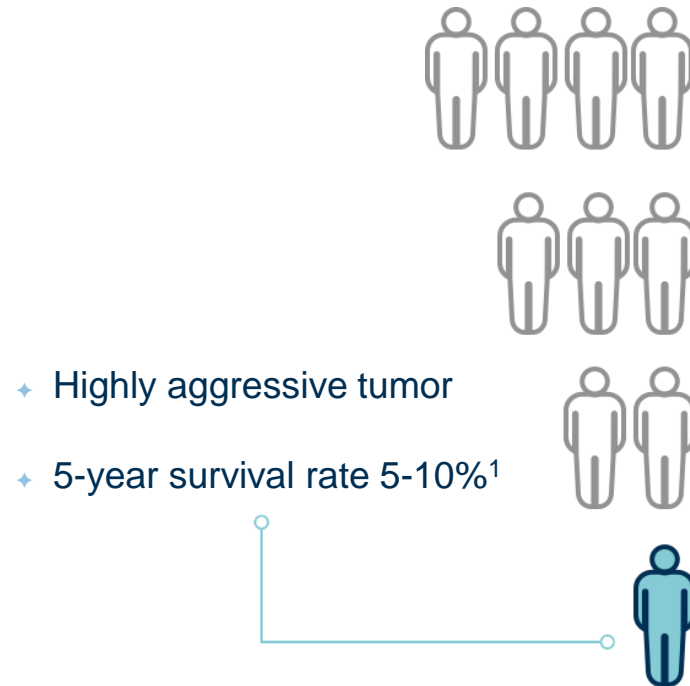 ✦ Highly aggressive tumor
✦ 5-year survival rate 5-10%¹